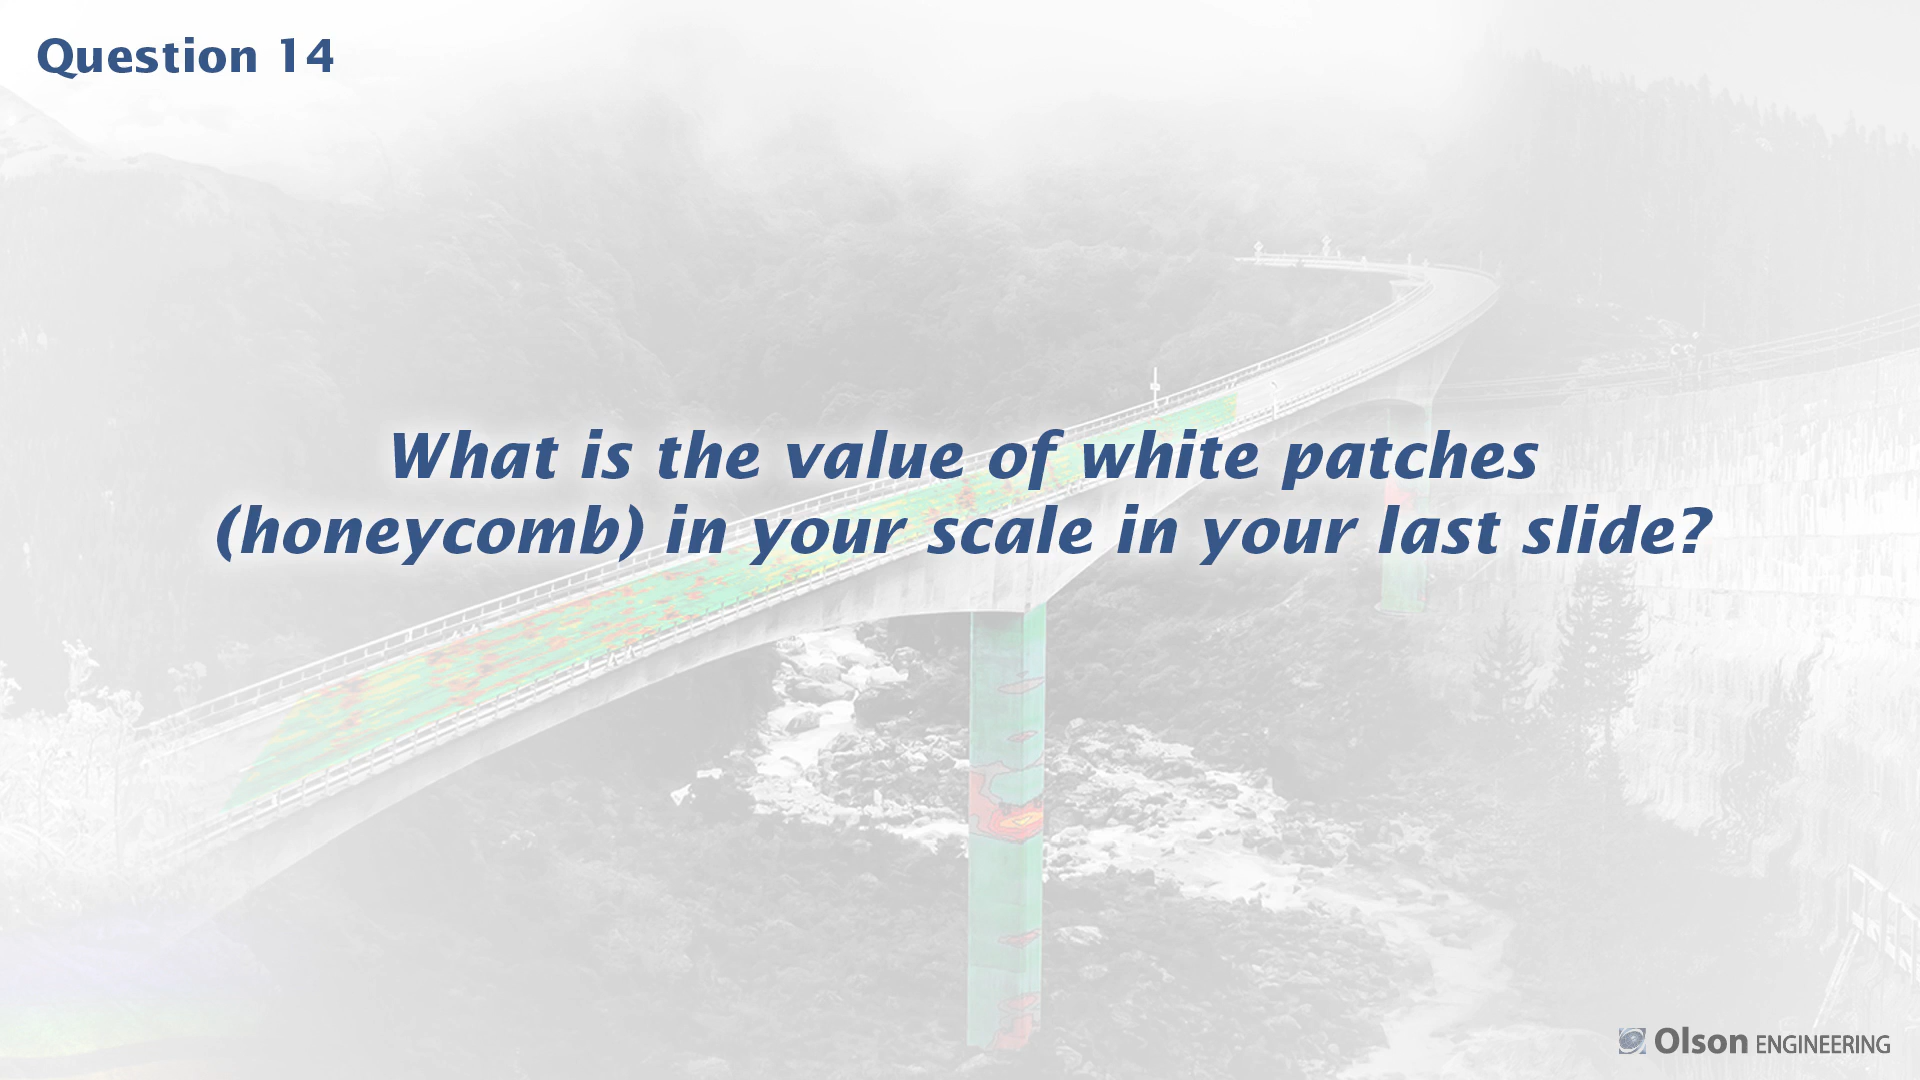 Question 14
What is the value of white patches
(honeycomb) in your scale in your last slide?
Olson ENGINEERING